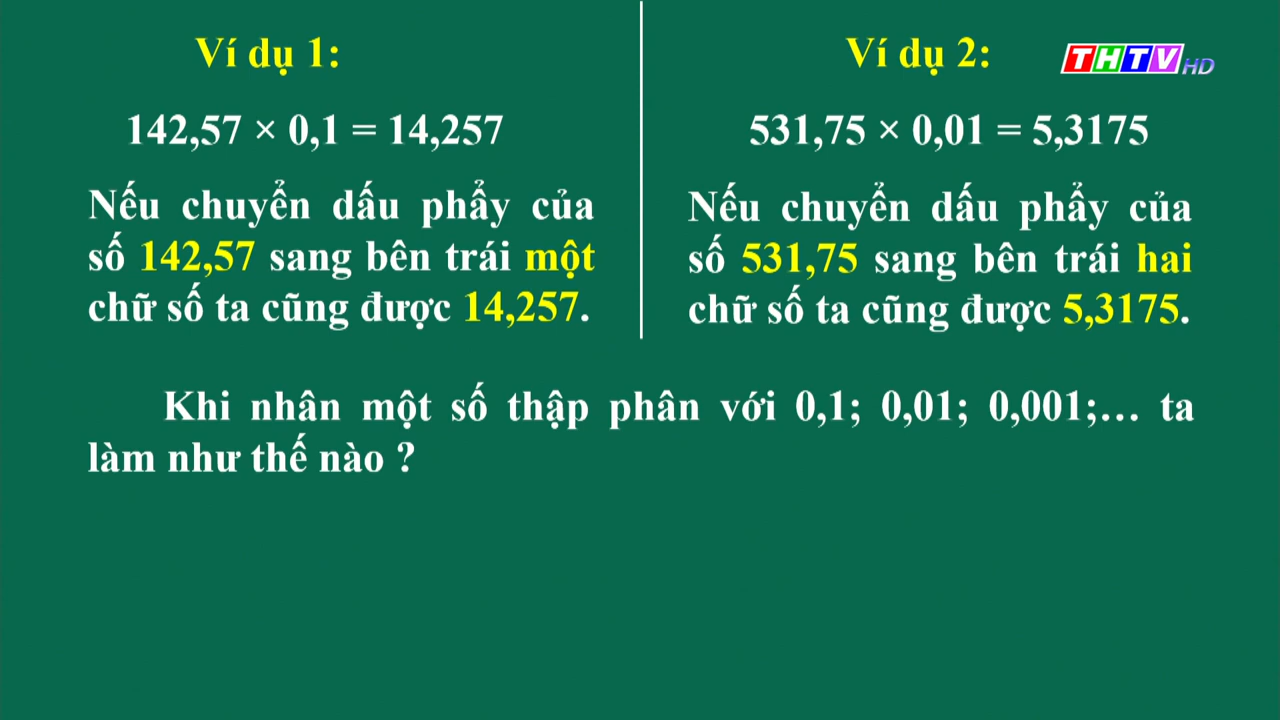 Ví dụ 1:
142,57 × 0,1 = 14,257
Nếu chuyển dấu phẩy của
số 142,57 sang bên trái một
chữ số ta cũng được 14,257.
Ví dụ 2:
THTV HD
531,75 × 0,01 = 5,3175
Nếu chuyển dấu phẩy của
số 531,75 sang bên trái hai
chữ số ta cũng được 5,3175.
Khi nhân một số thập phân với 0,1; 0,01; 0,001;… ta
làm như thế nào ?